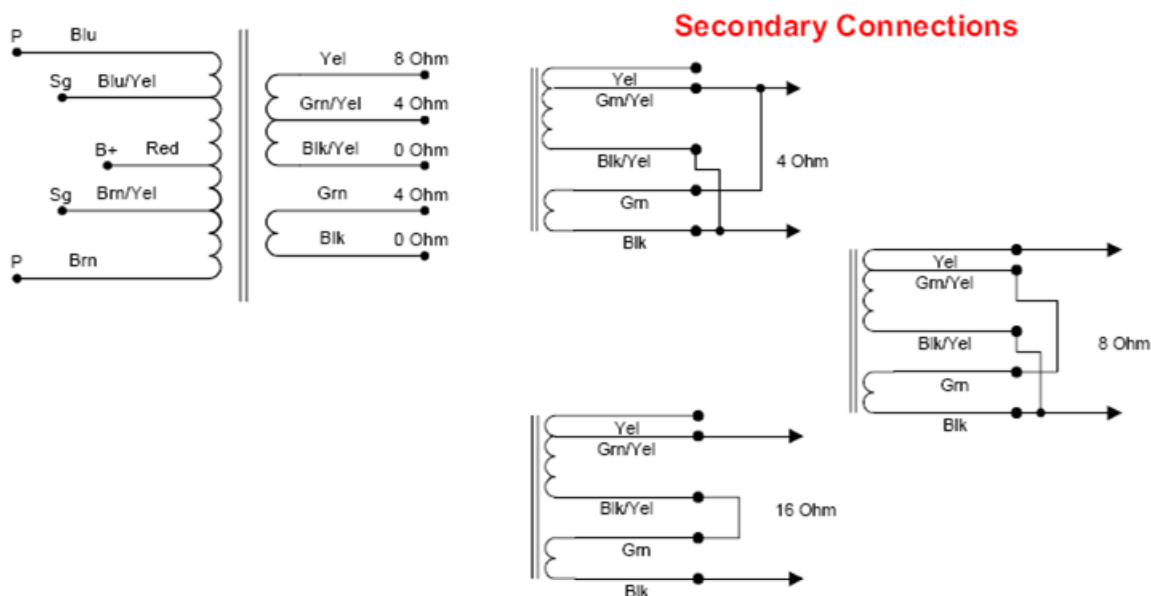 Secondary Connections
P Blu
Sg Blu/Yel
B+ Red
Sg Brn/Yel
P Brn
Yel 8 Ohm
Grn/Yel 4 Ohm
Blk/Yel 0 Ohm
Grn 4 Ohm
Blk 0 Ohm
Yel
Grn/Yel
Blk/Yel
4 Ohm
Grn
Blk
Yel
Grn/Yel
Blk/Yel
8 Ohm
Grn
Blk
Yel
Grn/Yel
Blk/Yel
16 Ohm
Grn
Blk